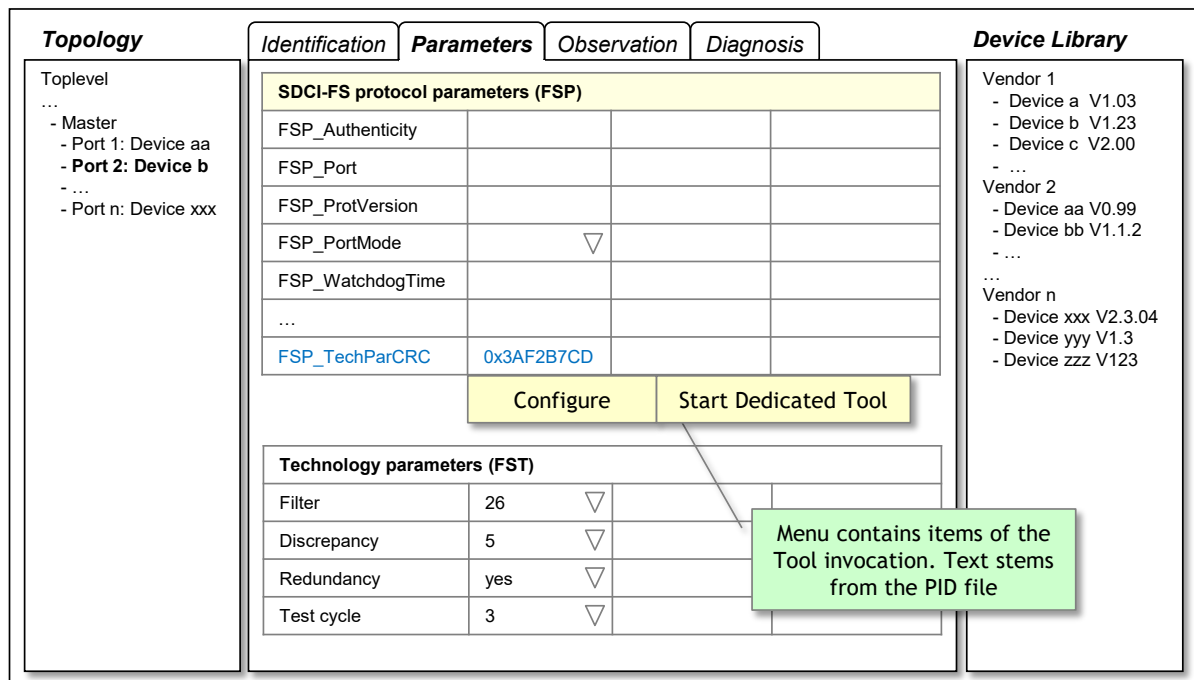 Topology
Toplevel
…
- Master
- Port 1: Device aa
- Port 2: Device b
- …
- Port n: Device xxx
Identification Parameters Observation Diagnosis
SDCI-FS protocol parameters (FSP)
FSP_Authenticity
FSP_Port
FSP_ProtVersion
FSP_PortMode
FSP_WatchdogTime
…
FSP_TechParCRC 0x3AF2B7CD
Configure Start Dedicated Tool
Technology parameters (FST)
Filter 26
Discrepancy 5
Redundancy yes
Test cycle 3
Menu contains items of the
Tool invocation. Text stems
from the PID file
Device Library
Vendor 1
- Device a V1.03
- Device b V1.23
- Device c V2.00
- …
Vendor 2
- Device aa V0.99
- Device bb V1.1.2
- …
…
Vendor n
- Device xxx V2.3.04
- Device yyy V1.3
- Device zzz V123